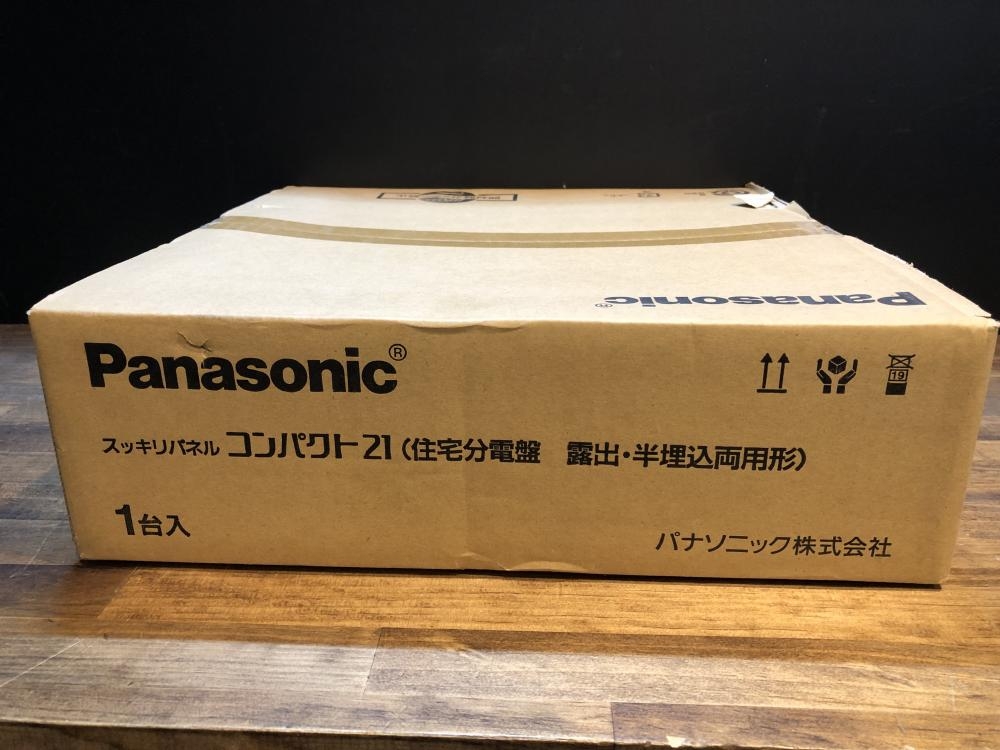 Panasonic®
Panasonic®
スッキリパネル コンパクト21(住宅分電盤 露出・半埋込両用形)
19
1台入
パナソニック株式会社